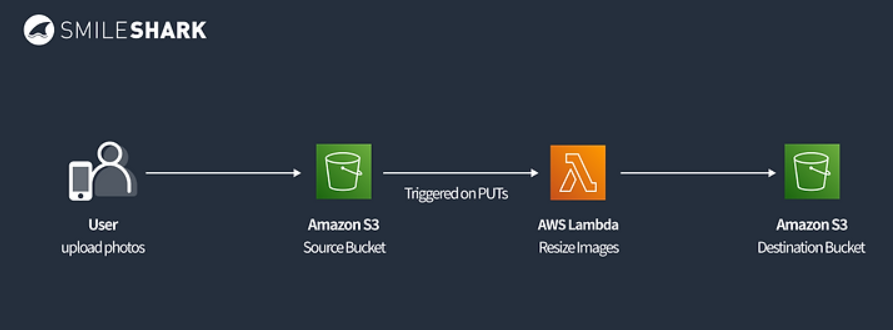 SMILESHARK
Triggered on PUTs
User
upload photos
Amazon S3
Source Bucket
AWS Lambda
Resize Images
Amazon S3
Destination Bucket